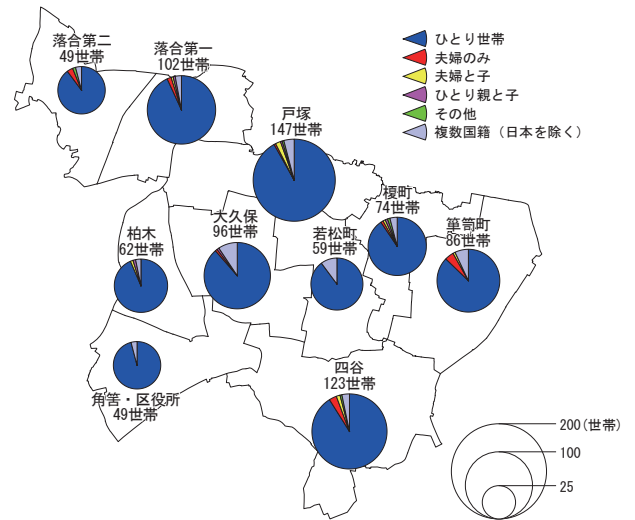 落合第二
49世帯
落合第一
102世帯
戸塚
147世帯
ひとり世帯
夫婦のみ
夫婦と子
ひとり親と子
その他
複数国籍（日本を除く）
榎町
74世帯
箪笥町
86世帯
大久保
96世帯
若松町
59世帯
柏木
62世帯
角筈・区役所
49世帯
四谷
123世帯
200(世帯)
100
25